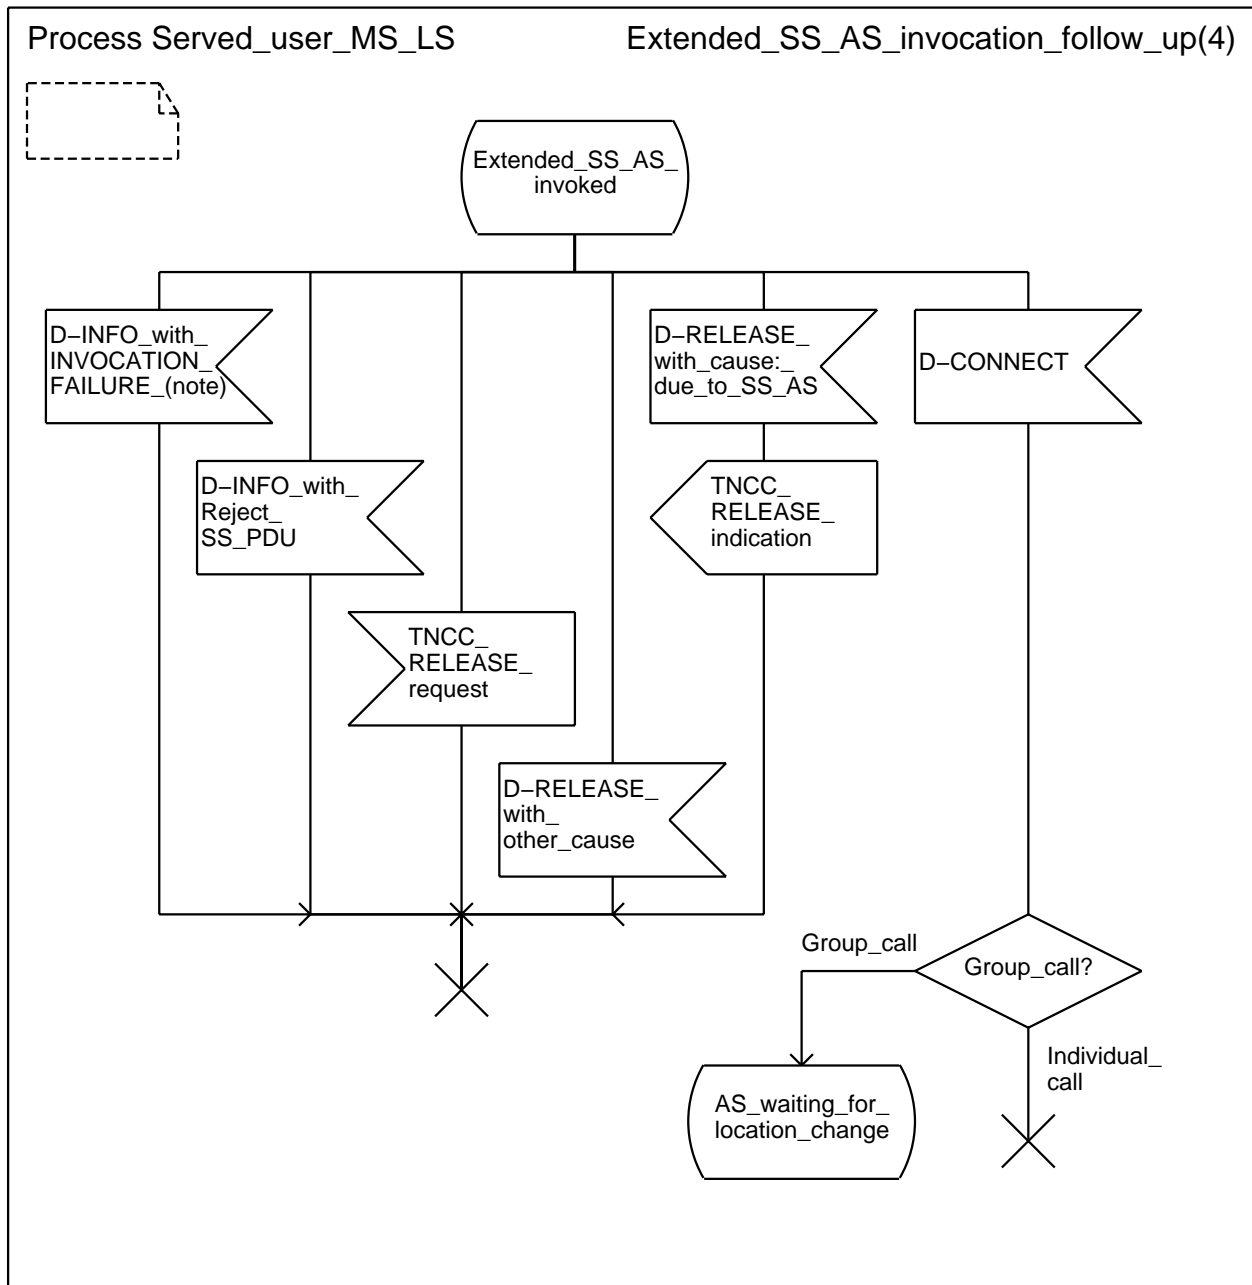 Process Served_user_MS_LS
Extended_SS_AS_invocation_follow_up(4)
Extended_SS_AS_
invoked
D–INFO_with_
INVOCATION_
FAILURE_(note)
D–RELEASE_
with_cause:_
due_to_SS_AS
D–CONNECT
D–INFO_with_
Reject_
SS_PDU
TNCC_
RELEASE_
indication
TNCC_
RELEASE_
request
D–RELEASE_
with_
other_cause
Group_call
Group_call?
Individual_
call
AS_waiting_for_
location_change